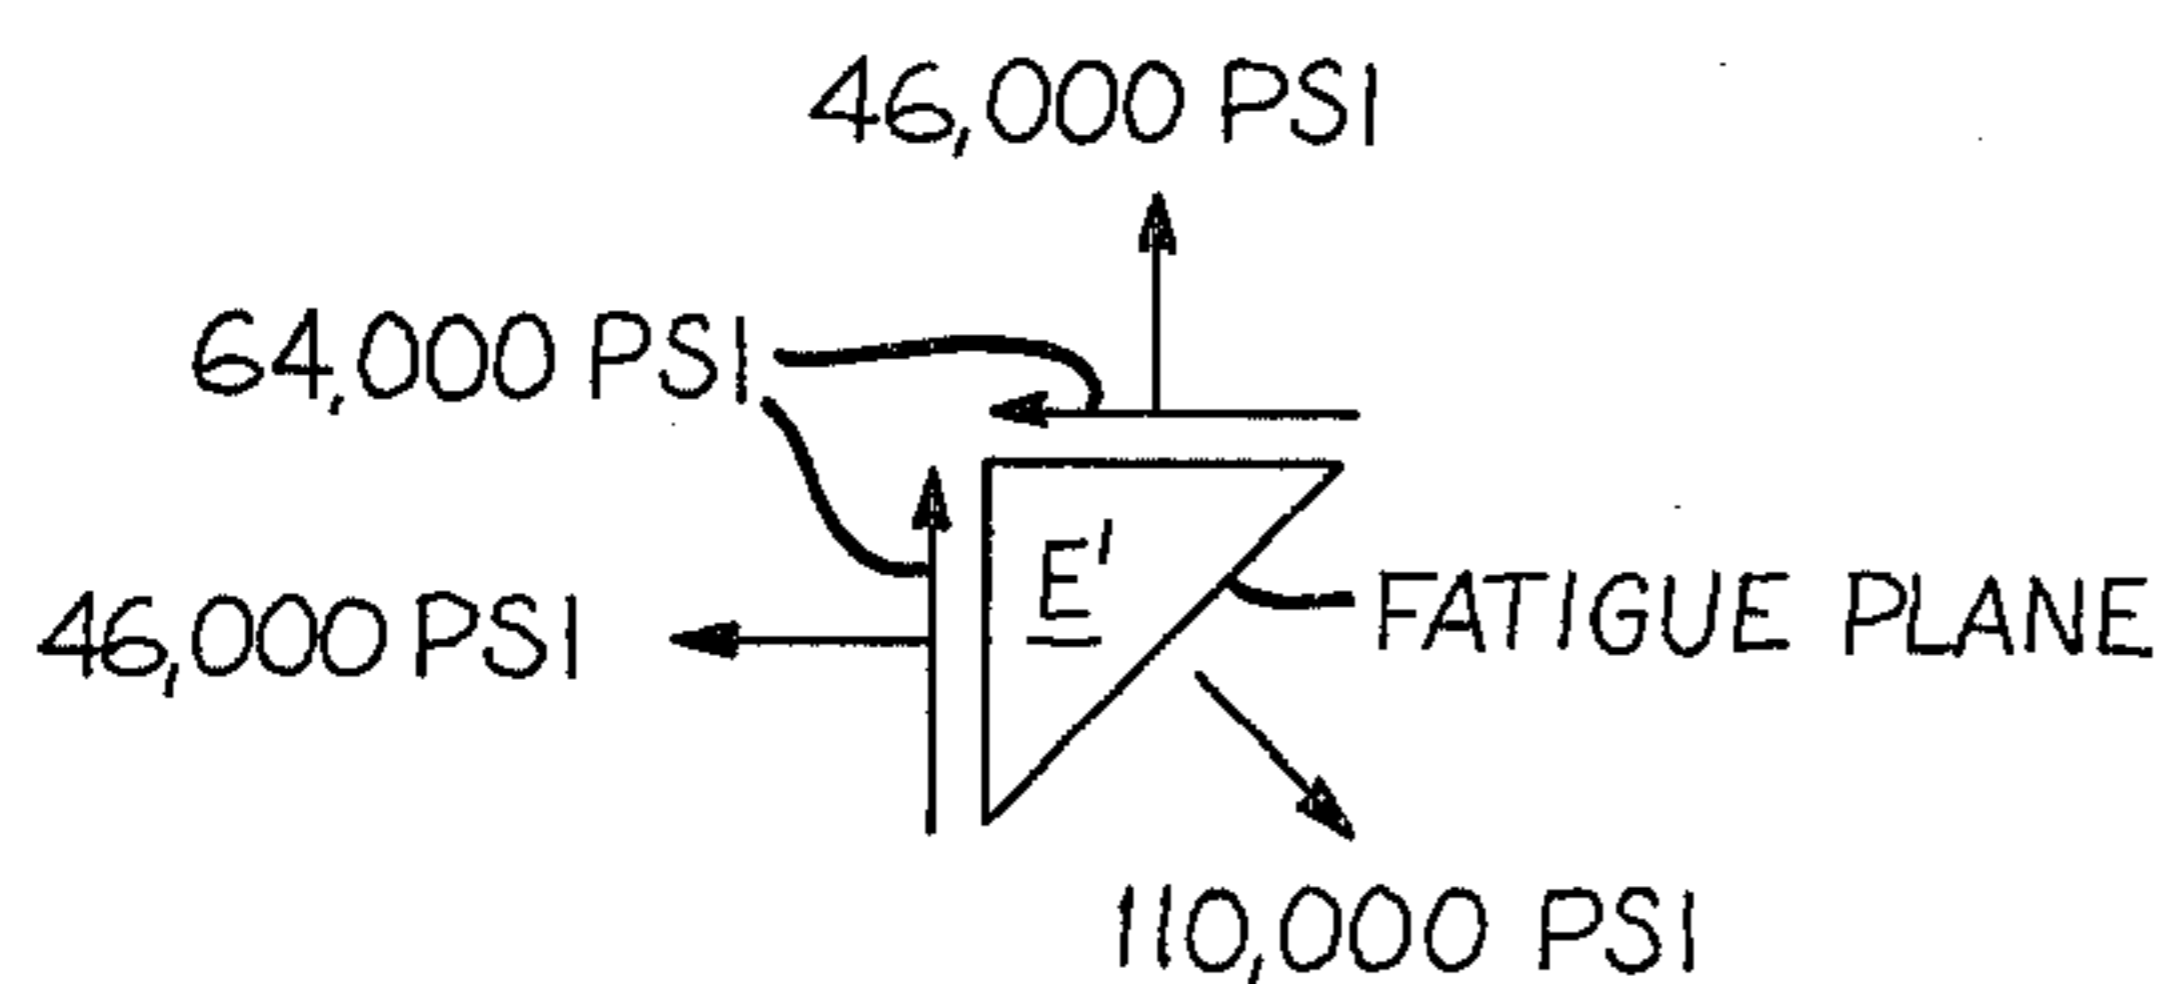 46,000 PSI
64,000 PSI
46,000 PSI
E'
FATIGUE PLANE
110,000 PSI